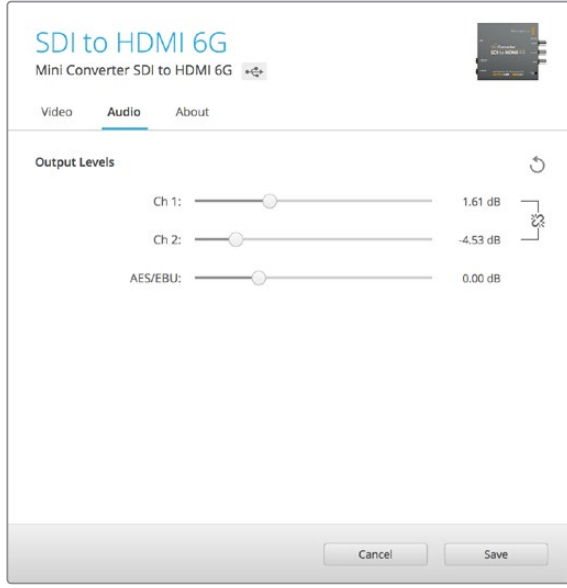 SDI to HDMI 6G
Mini Converter SDI to HDMI 6G
Video Audio About
Output Levels
Ch 1: 1.61 dB
Ch 2: -4.53 dB
AES/EBU: 0.00 dB
Cancel Save